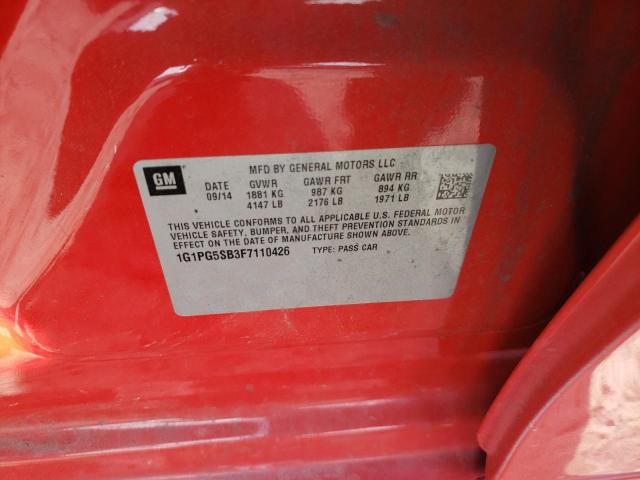 MFD BY GENERAL MOTORS LLC
GM
DATE GVWR GAWR FRT GAWR RR
09/14 1881 KG 987 KG 894 KG
4147 LB 2176 LB 1971 LB
THIS VEHICLE CONFORMS TO ALL APPLICABLE U.S. FEDERAL MOTOR
VEHICLE SAFETY, BUMPER, AND THEFT PREVENTION STANDARDS IN
EFFECT ON THE DATE OF MANUFACTURE SHOWN ABOVE.
1G1PG5SB3F7110426 TYPE: PASS CAR